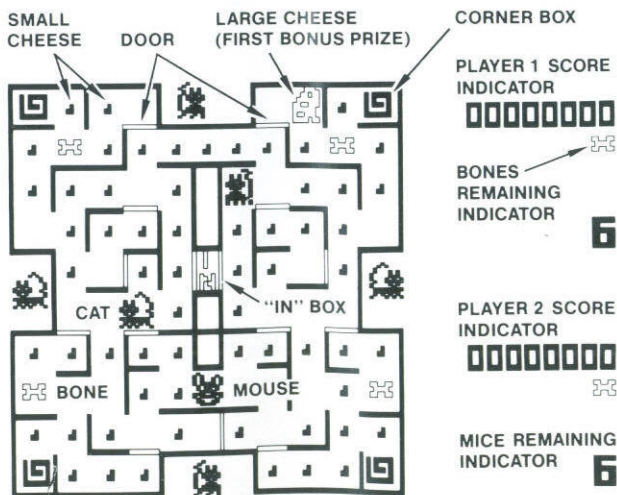 SMALL
CHEESE
DOOR
LARGE CHEESE
(FIRST BONUS PRIZE)
CORNER BOX
PLAYER 1 SCORE
INDICATOR
00000000
BONES
REMAINING
INDICATOR
6
CAT
"IN" BOX
IN
BONE
MOUSE
PLAYER 2 SCORE
INDICATOR
00000000
MICE REMAINING
INDICATOR
6